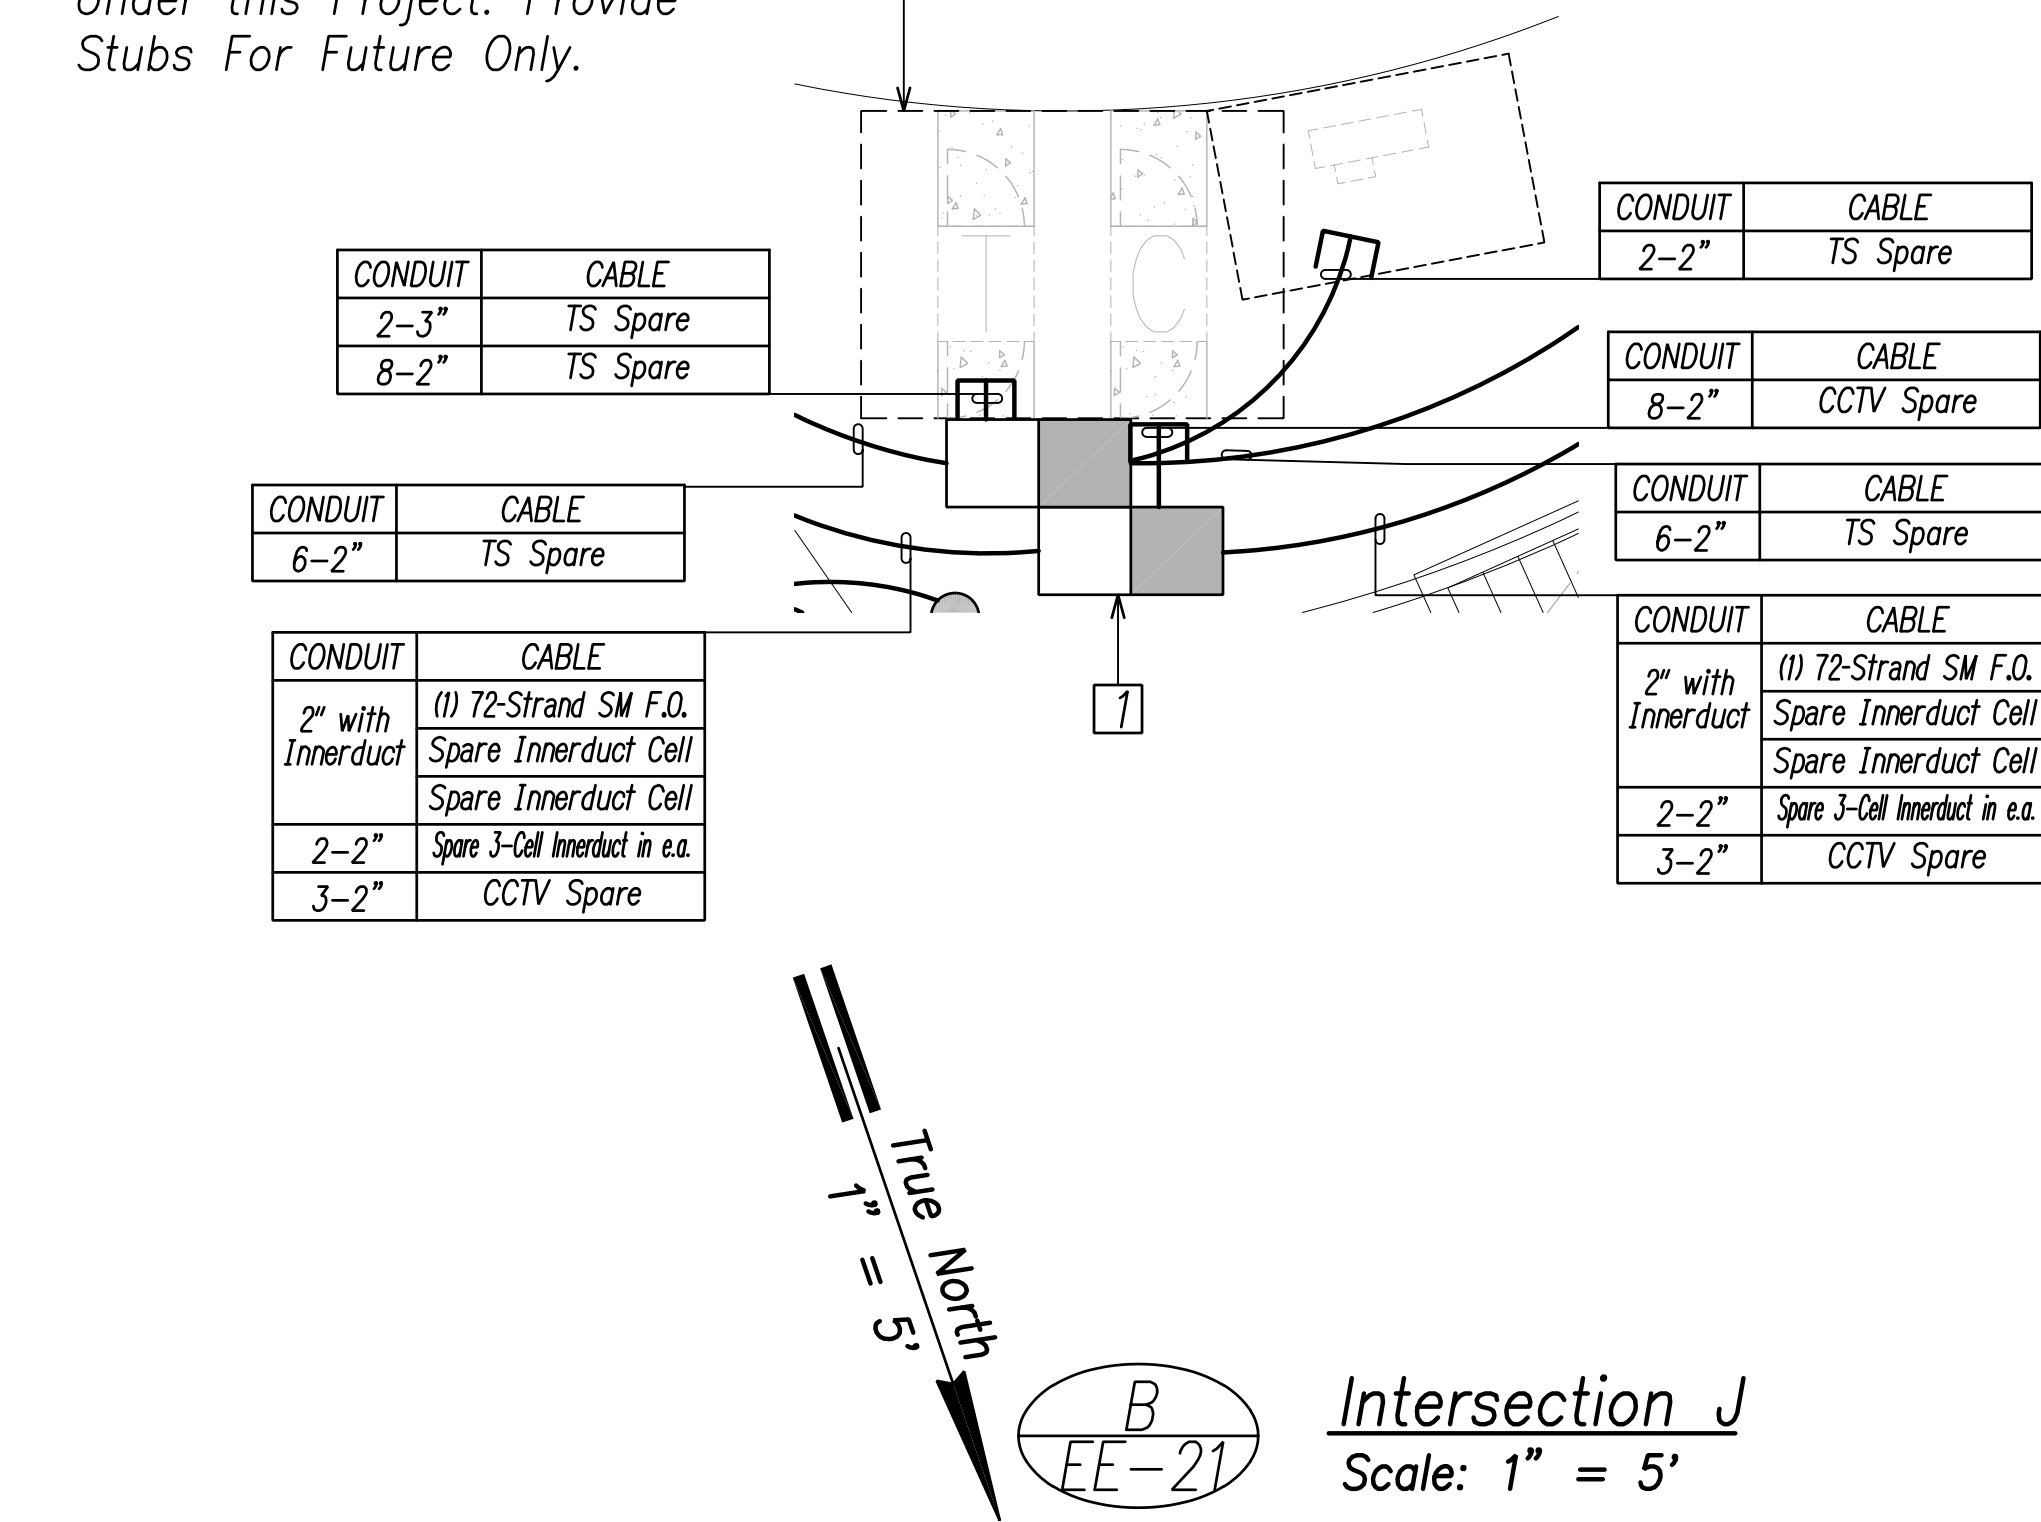 Under this Project. Provide
Stubs For Future Only.
CONDUIT CABLE
2-2" TS Spare
CONDUIT CABLE
2-3" TS Spare
8-2" TS Spare
CONDUIT CABLE
8-2" CCTV Spare
CONDUIT CABLE
6-2" TS Spare
CONDUIT CABLE
6-2" TS Spare
CONDUIT CABLE
2" with
Innerduct
(1) 72-Strand SM F.O.
Spare Innerduct Cell
Spare Innerduct Cell
2-2" Spare 3-Cell Innerduct in e.a.
3-2" CCTV Spare
CONDUIT CABLE
2" with
Innerduct
(1) 72-Strand SM F.O.
Spare Innerduct Cell
Spare Innerduct Cell
2-2" Spare 3-Cell Innerduct in e.a.
3-2" CCTV Spare
1
True North
1" = 5'
B
EE-21
Intersection J
Scale: 1" = 5'